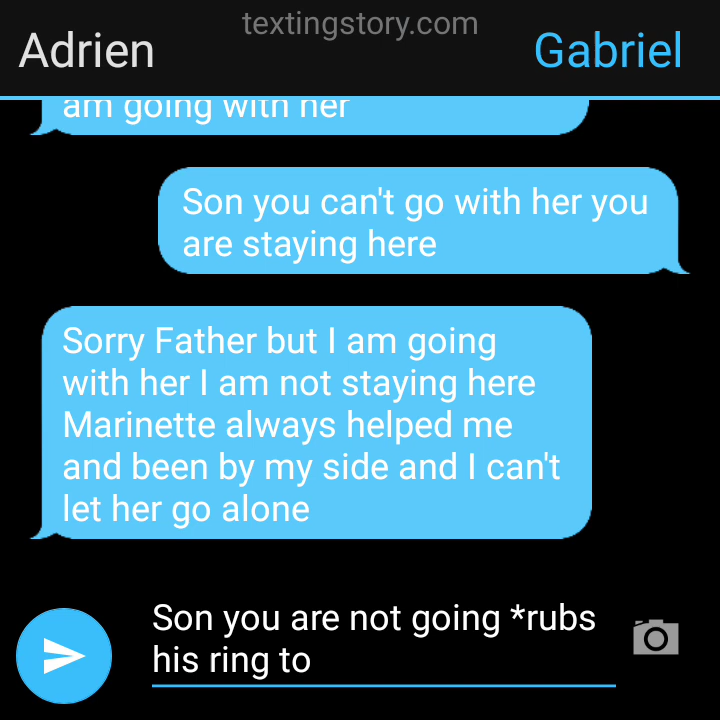 textingstory.com
Adrien
Gabriel
am going with her
Son you can't go with her you
are staying here
Sorry Father but I am going
with her I am not staying here
Marinette always helped me
and been by my side and I can't
let her go alone
Son you are not going *rubs
his ring to